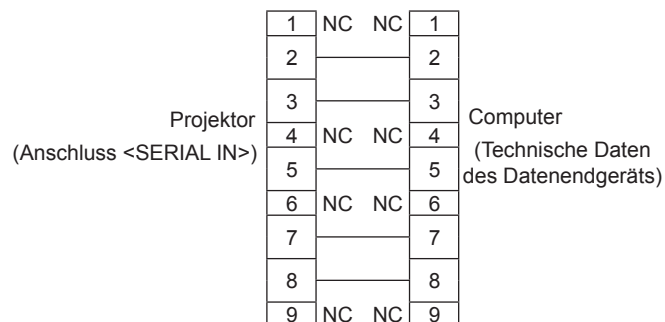 1 NC NC 1
2 2
3 3
Projektor
(Anschluss <SERIAL IN>)
4 NC NC 4
5 5
6 NC NC 6
7 7
8 8
9 NC NC 9
Computer
(Technische Daten
des Datenendgeräts)